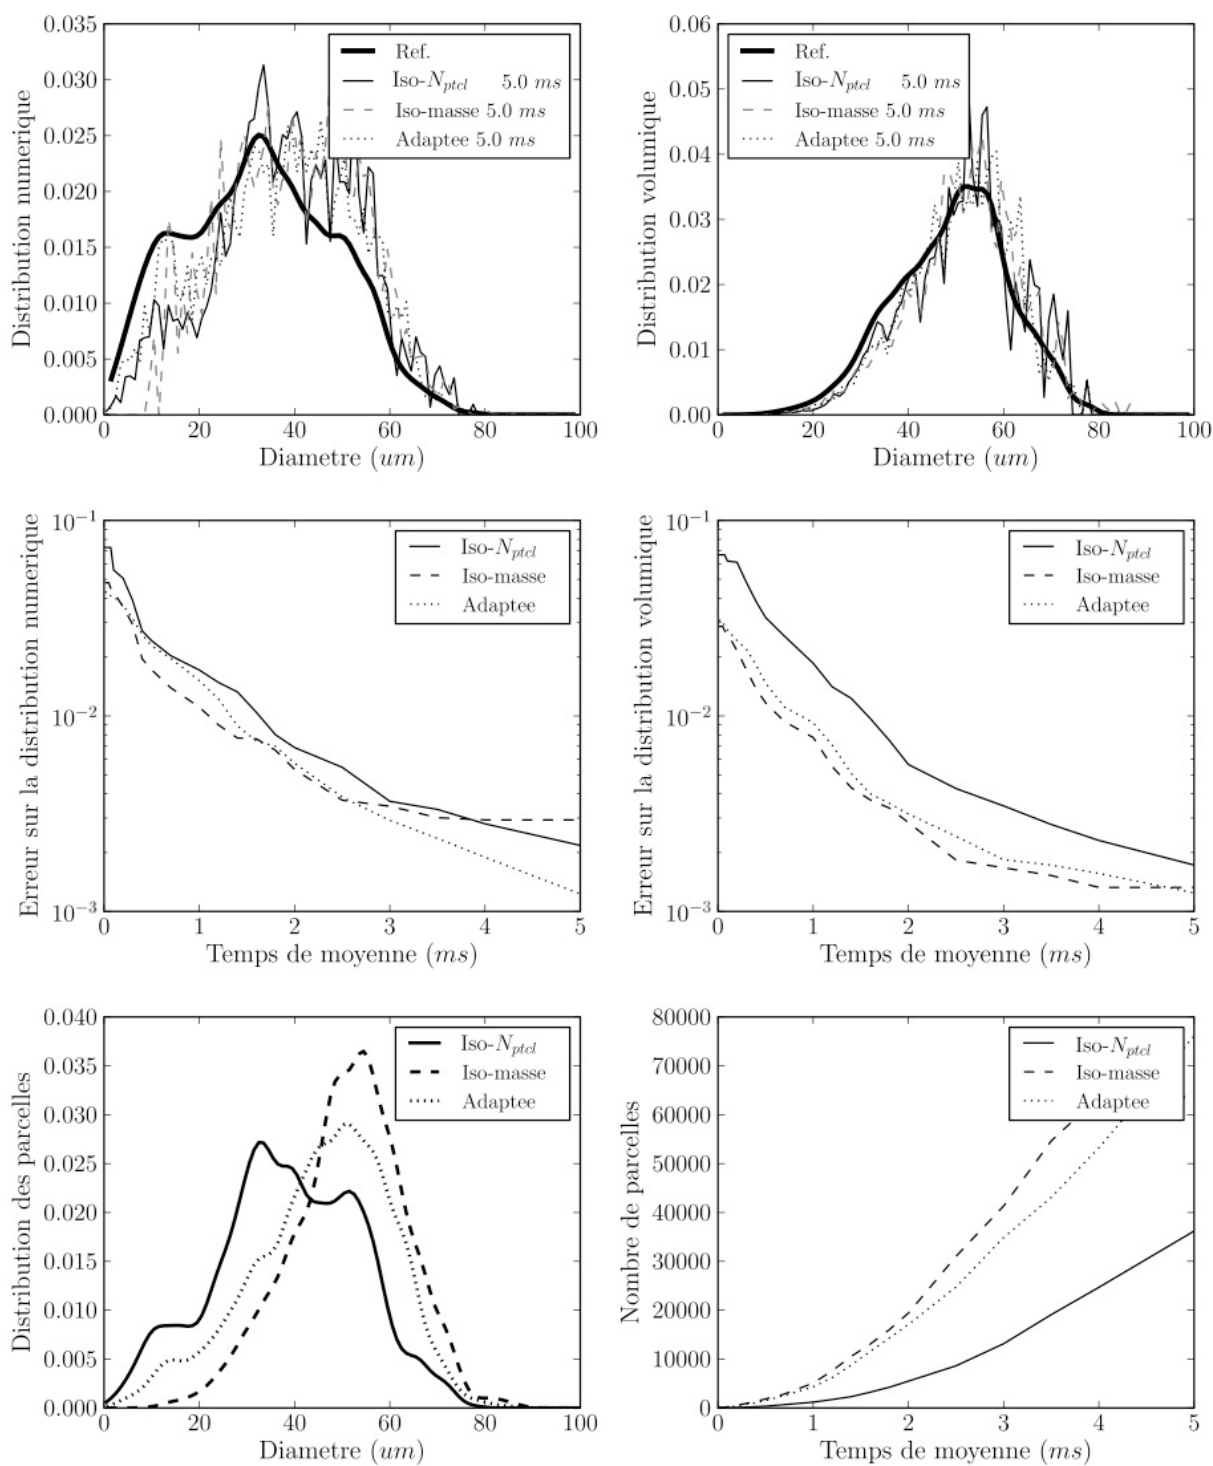 Distribution numerique
0.035
0.030
0.025
0.020
0.015
0.010
0.005
0.000
Ref.
Iso-N_ptcl 5.0 ms
Iso-masse 5.0 ms
Adaptee 5.0 ms
0 20 40 60 80 100
Diametre (um)
Distribution volumique
0.06
0.05
0.04
0.03
0.02
0.01
0.00
Ref.
Iso-N_ptcl 5.0 ms
Iso-masse 5.0 ms
Adaptee 5.0 ms
0 20 40 60 80 100
Diametre (um)
Erreur sur la distribution numerique
10^-1
10^-2
10^-3
Iso-N_ptcl
Iso-masse
Adaptee
0 1 2 3 4 5
Temps de moyenne (ms)
Erreur sur la distribution volumique
10^-1
10^-2
10^-3
Iso-N_ptcl
Iso-masse
Adaptee
0 1 2 3 4 5
Temps de moyenne (ms)
Distribution des parcelles
0.040
0.035
0.030
0.025
0.020
0.015
0.010
0.005
0.000
Iso-N_ptcl
Iso-masse
Adaptee
0 20 40 60 80 100
Diametre (um)
Nombre de parcelles
80000
70000
60000
50000
40000
30000
20000
10000
0
Iso-N_ptcl
Iso-masse
Adaptee
0 1 2 3 4 5
Temps de moyenne (ms)